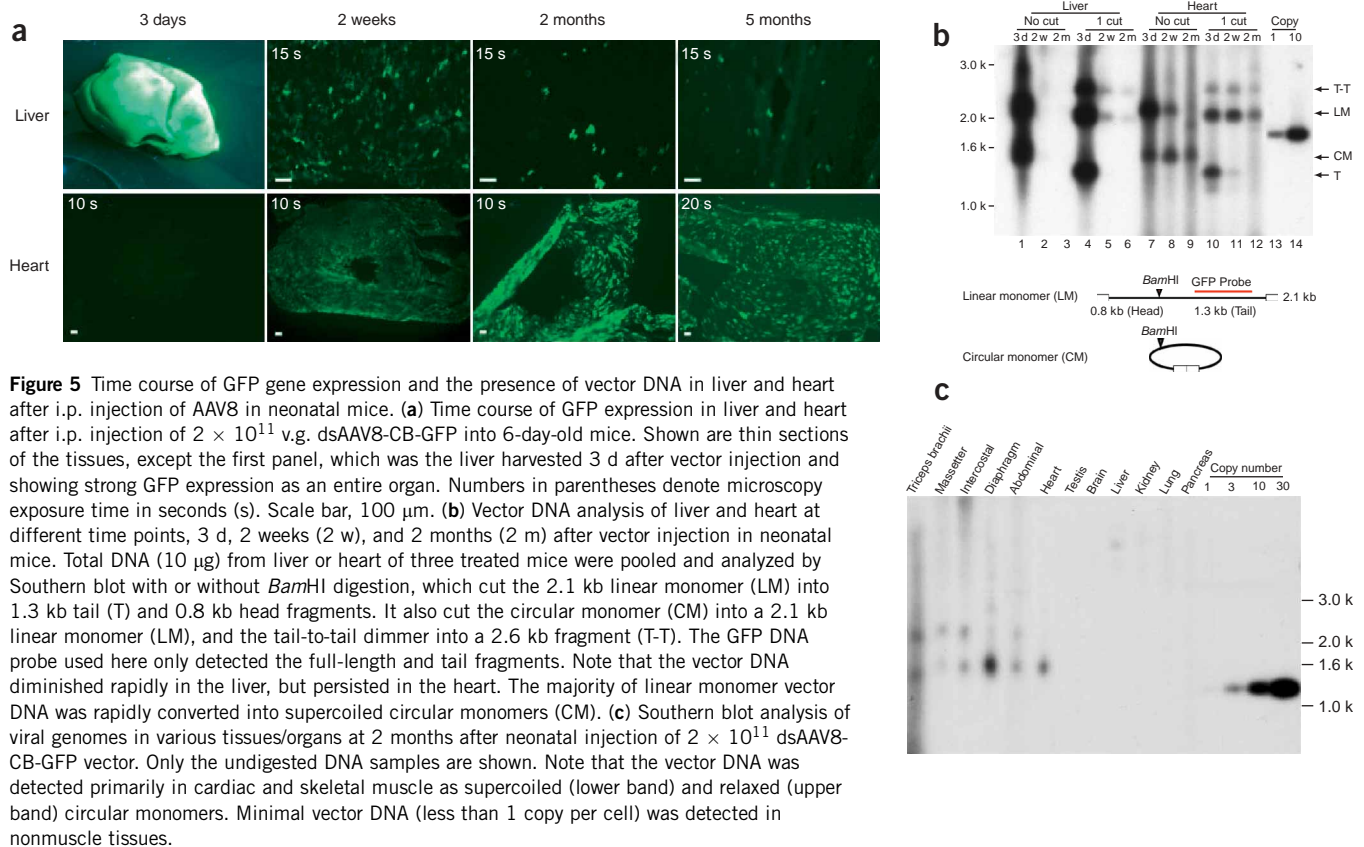 a
3 days 2 weeks 2 months 5 months
Liver
15 s 15 s 15 s
Heart
10 s 10 s 10 s 20 s
Figure 5 Time course of GFP gene expression and the presence of vector DNA in liver and heart
after i.p. injection of AAV8 in neonatal mice. (a) Time course of GFP expression in liver and heart
after i.p. injection of 2 × 10¹¹ v.g. dsAAV8-CB-GFP into 6-day-old mice. Shown are thin sections
of the tissues, except the first panel, which was the liver harvested 3 d after vector injection and
showing strong GFP expression as an entire organ. Numbers in parentheses denote microscopy
exposure time in seconds (s). Scale bar, 100 μm. (b) Vector DNA analysis of liver and heart at
different time points, 3 d, 2 weeks (2 w), and 2 months (2 m) after vector injection in neonatal
mice. Total DNA (10 μg) from liver or heart of three treated mice were pooled and analyzed by
Southern blot with or without BamHI digestion, which cut the 2.1 kb linear monomer (LM) into
1.3 kb tail (T) and 0.8 kb head fragments. It also cut the circular monomer (CM) into a 2.1 kb
linear monomer (LM), and the tail-to-tail dimmer into a 2.6 kb fragment (T-T). The GFP DNA
probe used here only detected the full-length and tail fragments. Note that the vector DNA
diminished rapidly in the liver, but persisted in the heart. The majority of linear monomer vector
DNA was rapidly converted into supercoiled circular monomers (CM). (c) Southern blot analysis of
viral genomes in various tissues/organs at 2 months after neonatal injection of 2 × 10¹¹ dsAAV8-
CB-GFP vector. Only the undigested DNA samples are shown. Note that the vector DNA was
detected primarily in cardiac and skeletal muscle as supercoiled (lower band) and relaxed (upper
band) circular monomers. Minimal vector DNA (less than 1 copy per cell) was detected in
nonmuscle tissues.
b
Liver Heart
No cut 1 cut No cut 1 cut Copy
3 d 2 w 2 m 3 d 2 w 2 m 3 d 2 w 2 m 3 d 2 w 2 m 1 10
3.0 k
T-T
LM
2.0 k
1.6 k
CM
T
1.0 k
1 2 3 4 5 6 7 8 9 10 11 12 13 14
BamHI GFP Probe
Linear monomer (LM) 2.1 kb
0.8 kb (Head) 1.3 kb (Tail)
BamHI
Circular monomer (CM)
c
Triceps brachii Massetter Intercostal Diaphragm Abdominal Heart Testis Brain Liver Kidney Lung Pancreas
Copy number
1 3 10 30
3.0 k
2.0 k
1.6 k
1.0 k